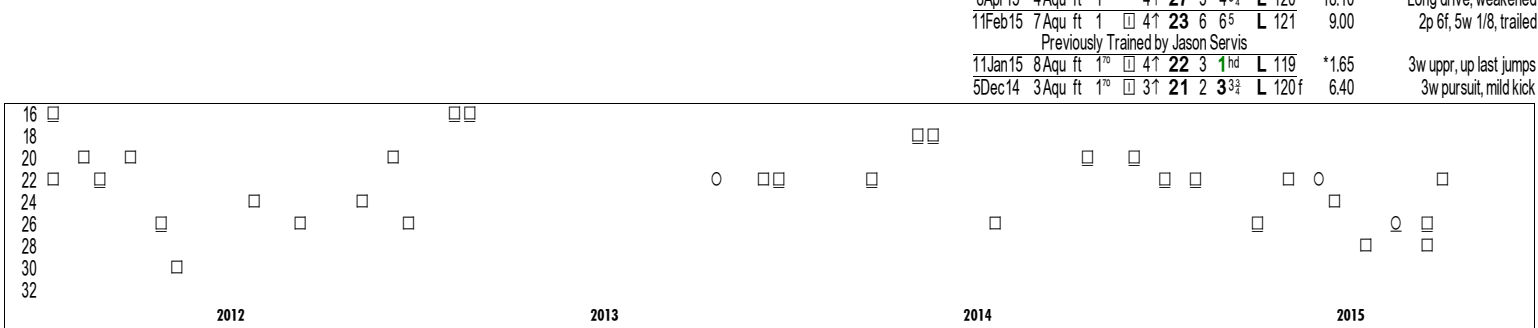 11Feb15 7Aqu ft 1 I 4↑ 23 6 6⁵ L 121 9.00 2p 6f, 5w 1/8, trailed
Previously Trained by Jason Servis
11Jan15 8Aqu ft 1⁷⁰ I 4↑ 22 3 1ʰᵈ L 119 *1.65 3w uppr, up last jumps
5Dec14 3Aqu ft 1⁷⁰ I 3↑ 21 2 3³¾ L 120f 6.40 3w pursuit, mild kick
16
18
20
22
24
26
28
30
32
2012 2013 2014 2015